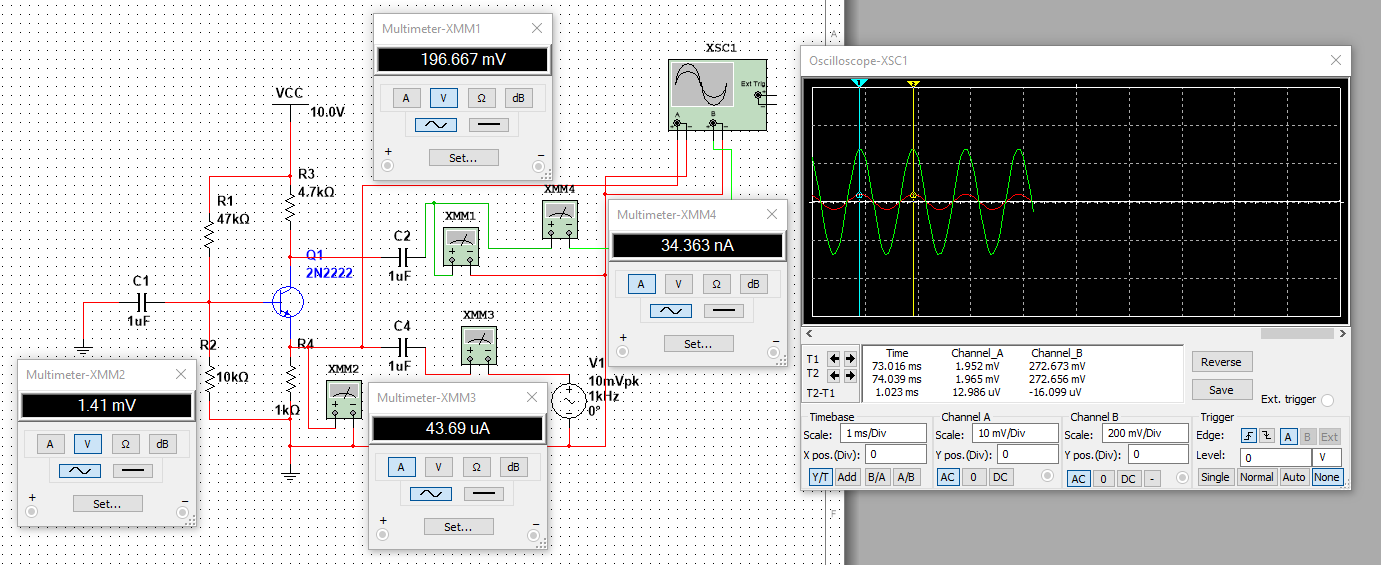 Multimeter-XMM1
196.667 mV
A V Ω dB
+ Set... −
XSC1
Ext Trig
A B
VCC
10.0V
R3
4.7kΩ
R1
47kΩ
Q1
2N2222
C2
1uF
XMM1
XMM4
C1
1uF
R2
10kΩ
R4
1kΩ
C4
1uF
XMM3
XMM2
V1
10mVpk
1kHz
0°
Multimeter-XMM4
34.363 nA
A V Ω dB
+ Set... −
Multimeter-XMM2
1.41 mV
A V Ω dB
+ Set... −
Multimeter-XMM3
43.69 uA
A V Ω dB
+ Set... −
A
F
Oscilloscope-XSC1
Time Channel_A Channel_B
T1 73.016 ms 1.952 mV 272.673 mV
T2 74.039 ms 1.965 mV 272.656 mV
T2-T1 1.023 ms 12.986 uV -16.099 uV
Reverse
Save
Ext. trigger
Timebase
Scale: 1 ms/Div
X pos.(Div): 0
Y/T Add B/A A/B
Channel A
Scale: 10 mV/Div
Y pos.(Div): 0
AC 0 DC
Channel B
Scale: 200 mV/Div
Y pos.(Div): 0
AC 0 DC -
Trigger
Edge: A B Ext
Level: 0 V
Single Normal Auto None